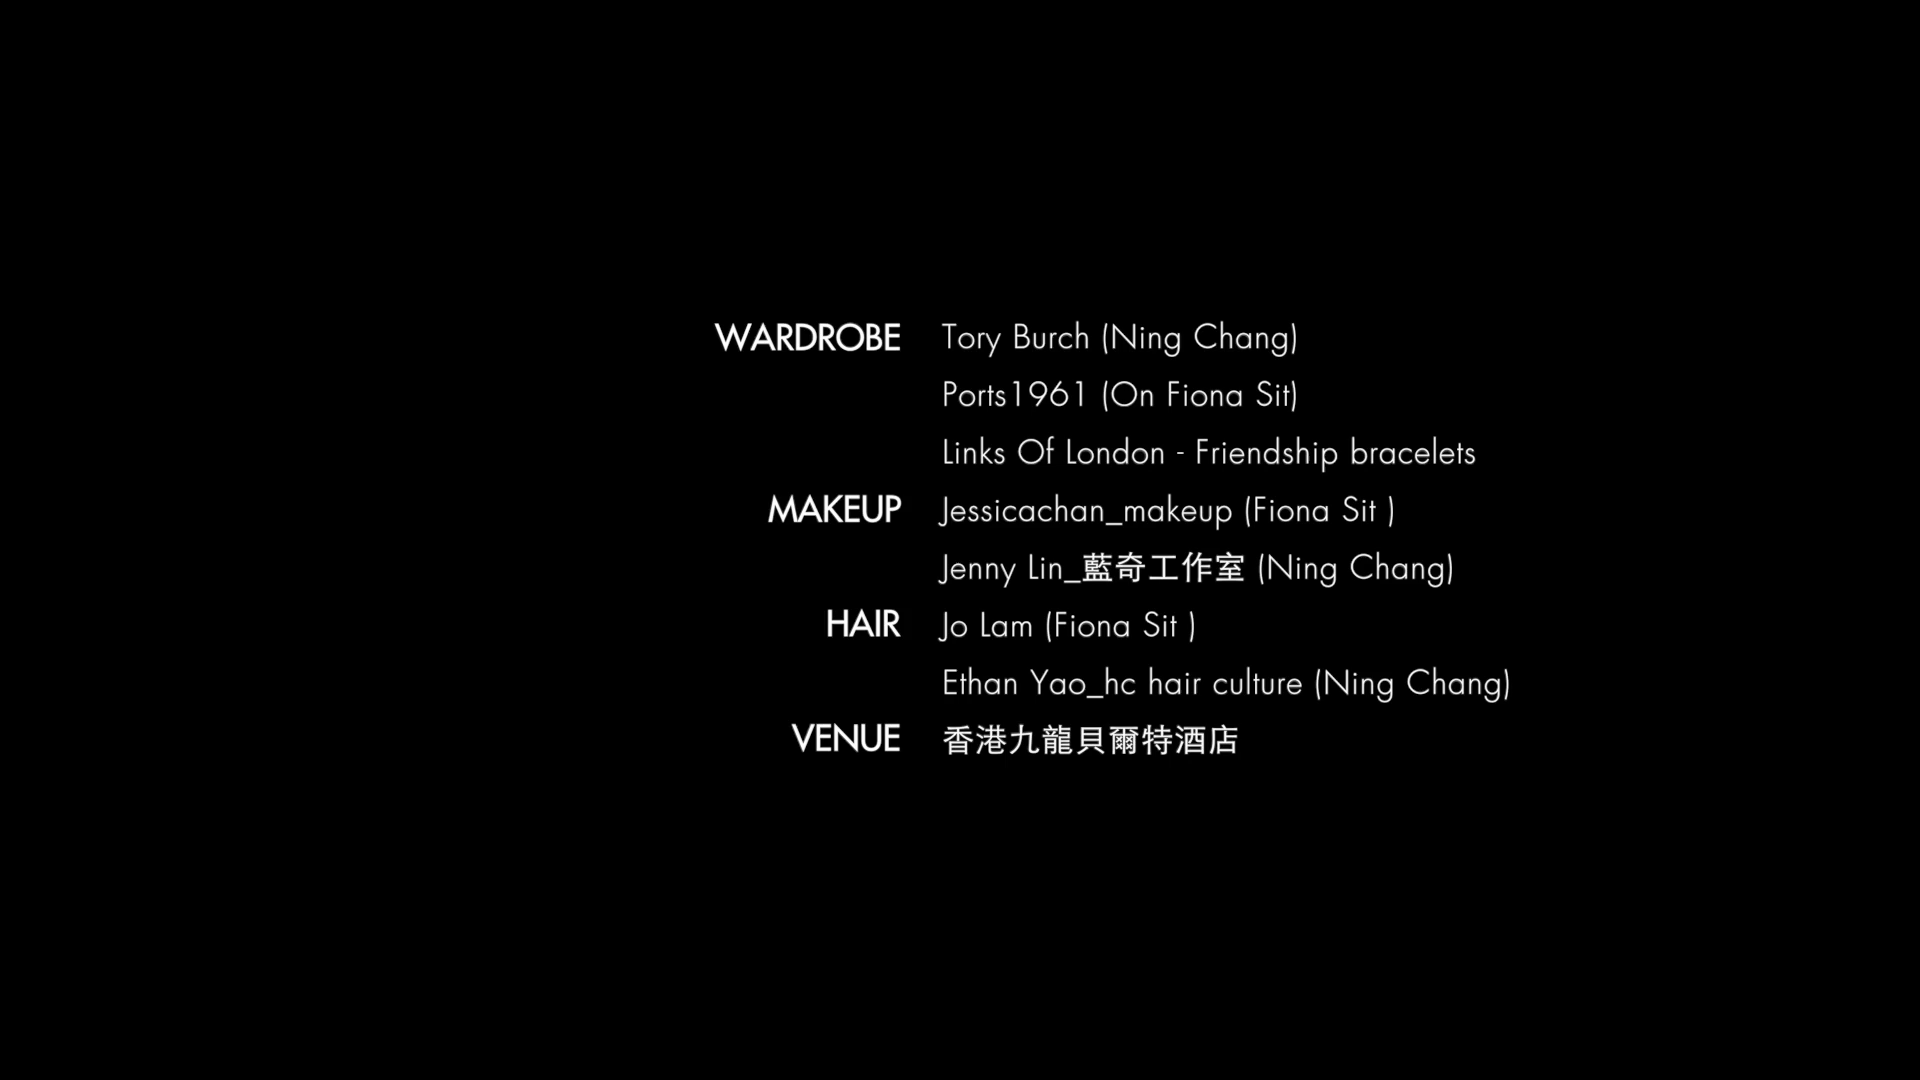 WARDROBE Tory Burch (Ning Chang)
Ports1961 (On Fiona Sit)
Links Of London - Friendship bracelets
MAKEUP Jessicachan_makeup (Fiona Sit )
Jenny Lin_藍奇工作室 (Ning Chang)
HAIR Jo Lam (Fiona Sit )
Ethan Yao_hc hair culture (Ning Chang)
VENUE 香港九龍貝爾特酒店